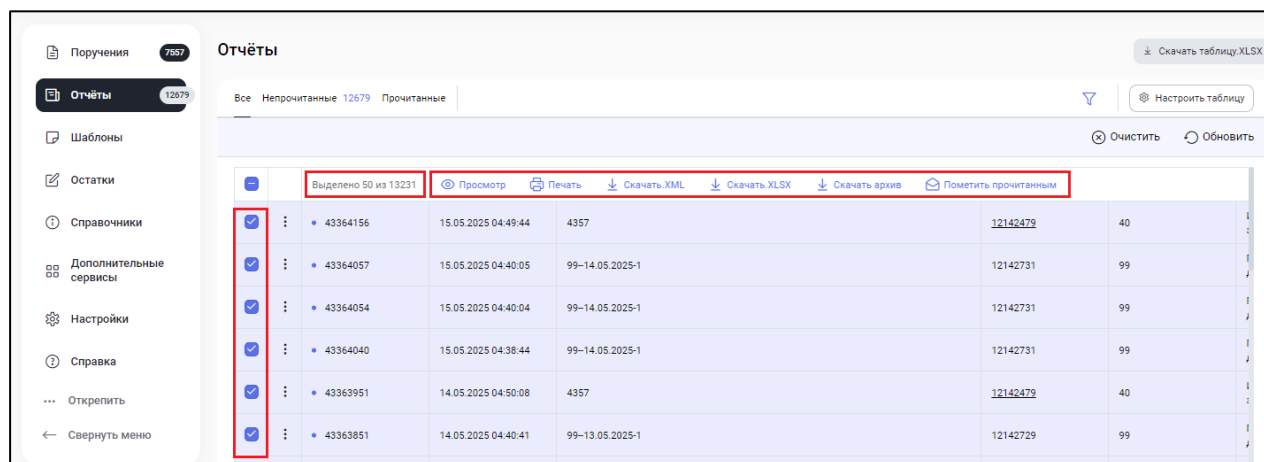 Поручения 7557
Отчёты 12679
Шаблоны
Остатки
Справочники
Дополнительные
сервисы
Настройки
Справка
Открепить
Свернуть меню
Отчёты
Скачать таблицу.XLSX
Все Непрочитанные 12679 Прочитанные
Настроить таблицу
Очистить Обновить
Выделено 50 из 13231 Просмотр Печать Скачать.XML Скачать.XLSX Скачать архив Пометить прочитанным
43364156 15.05.2025 04:49:44 4357 12142479 40
43364057 15.05.2025 04:40:05 99--14.05.2025-1 12142731 99
43364054 15.05.2025 04:40:04 99--14.05.2025-1 12142731 99
43364040 15.05.2025 04:38:44 99--14.05.2025-1 12142731 99
43363951 14.05.2025 04:50:08 4357 12142479 40
43363851 14.05.2025 04:40:41 99--13.05.2025-1 12142729 99